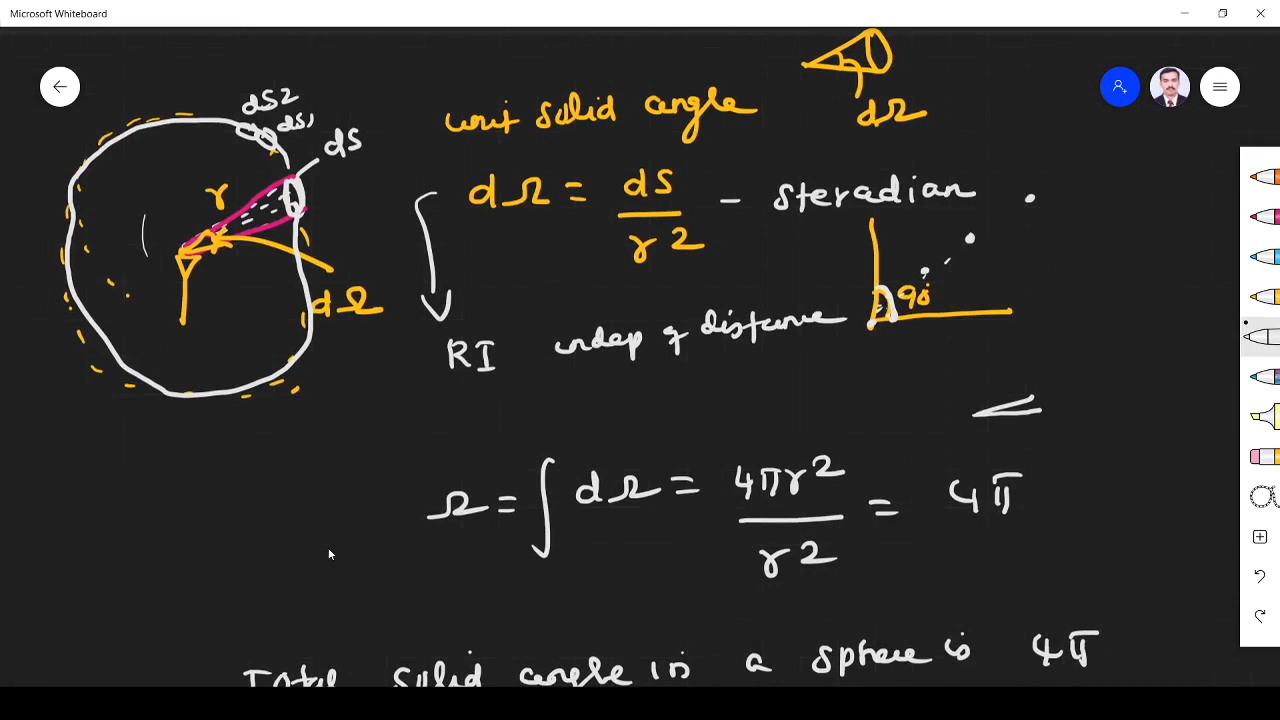 Microsoft Whiteboard
dS2
dS1
dS
r
dΩ
unit solid angle
dΩ
dΩ = dS / r2 - steradian
90°
RI indep of distance
Ω = ∫ dΩ = 4πr2 / r2 = 4π
Total solid angle in a sphere is 4π